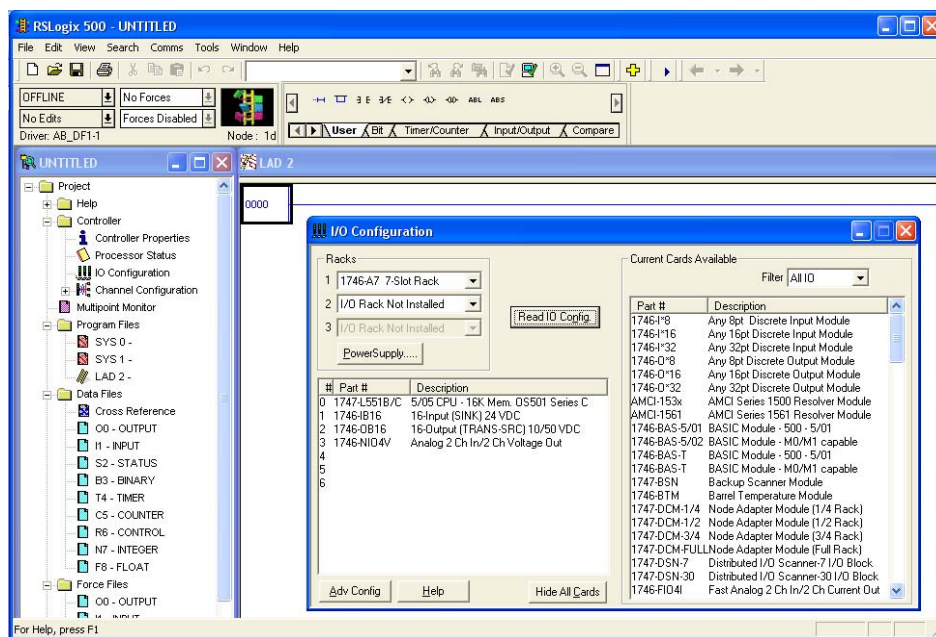 RSLogix 500 - UNTITLED
File Edit View Search Comms Tools Window Help
OFFLINE No Forces
No Edits Forces Disabled
Driver: AB_DF1-1 Node : 1d
ABL ABS
User Bit Timer/Counter Input/Output Compare
UNTITLED
Project
Help
Controller
Controller Properties
Processor Status
IO Configuration
Channel Configuration
Multipoint Monitor
Program Files
SYS 0 -
SYS 1 -
LAD 2 -
Data Files
Cross Reference
O0 - OUTPUT
I1 - INPUT
S2 - STATUS
B3 - BINARY
T4 - TIMER
C5 - COUNTER
R6 - CONTROL
N7 - INTEGER
F8 - FLOAT
Force Files
O0 - OUTPUT
I1 - INPUT
LAD 2
0000
I/O Configuration
Racks
1 1746-A7 7-Slot Rack
2 I/O Rack Not Installed
3 I/O Rack Not Installed
PowerSupply.....
Read IO Config.
# Part # Description
0 1747-L551B/C 5/05 CPU - 16K Mem. OS501 Series C
1 1746-IB16 16-Input (SINK) 24 VDC
2 1746-OB16 16-Output (TRANS-SRC) 10/50 VDC
3 1746-NIO4V Analog 2 Ch In/2 Ch Voltage Out
4
5
6
Adv Config Help Hide All Cards
Current Cards Available
Filter All IO
Part # Description
1746-I*8 Any 8pt Discrete Input Module
1746-I*16 Any 16pt Discrete Input Module
1746-I*32 Any 32pt Discrete Input Module
1746-O*8 Any 8pt Discrete Output Module
1746-O*16 Any 16pt Discrete Output Module
1746-O*32 Any 32pt Discrete Output Module
AMCI-153x AMCI Series 1500 Resolver Module
AMCI-1561 AMCI Series 1561 Resolver Module
1746-BAS-5/01 BASIC Module - 500 - 5/01
1746-BAS-5/02 BASIC Module - M0/M1 capable
1746-BAS-T BASIC Module - 500 - 5/01
1746-BAS-T BASIC Module - M0/M1 capable
1747-BSN Backup Scanner Module
1746-BTM Barrel Temperature Module
1747-DCM-1/4 Node Adapter Module (1/4 Rack)
1747-DCM-1/2 Node Adapter Module (1/2 Rack)
1747-DCM-3/4 Node Adapter Module (3/4 Rack)
1747-DCM-FULL Node Adapter Module (Full Rack)
1747-DSN-7 Distributed I/O Scanner-7 I/O Block
1747-DSN-30 Distributed I/O Scanner-30 I/O Block
1746-FIO4I Fast Analog 2 Ch In/2 Ch Current Out
For Help, press F1